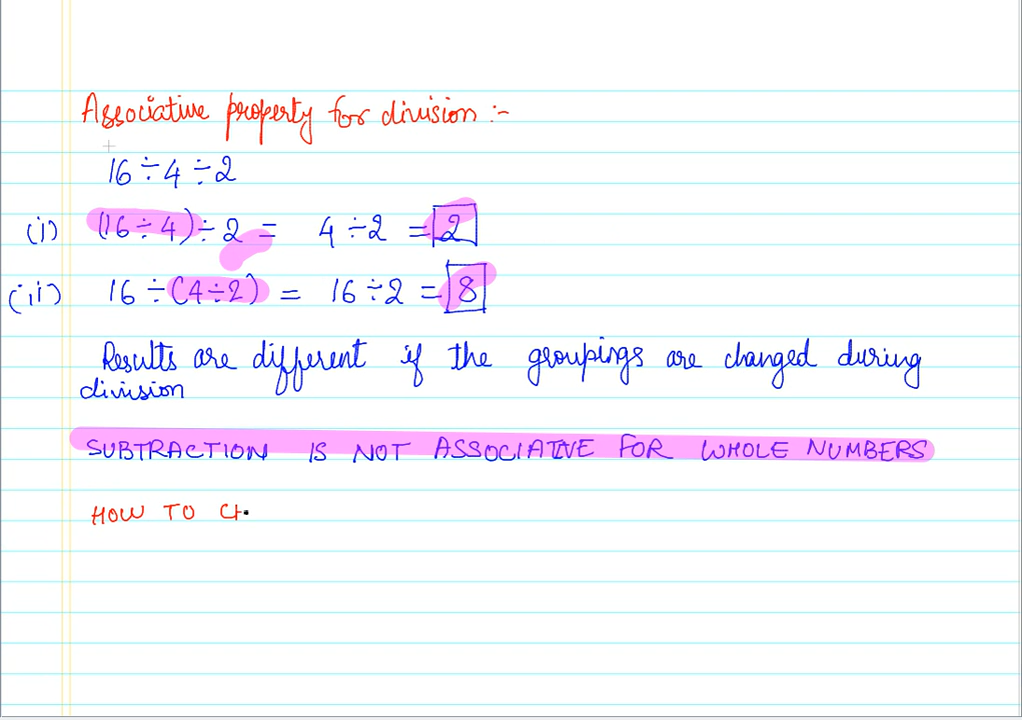 Associative property for division :-
16 ÷ 4 ÷ 2
(i) (16 ÷ 4) ÷ 2 = 4 ÷ 2 = 2
(ii) 16 ÷ (4 ÷ 2) = 16 ÷ 2 = 8
Results are different if the groupings are changed during
division
SUBTRACTION IS NOT ASSOCIATIVE FOR WHOLE NUMBERS
HOW TO CH